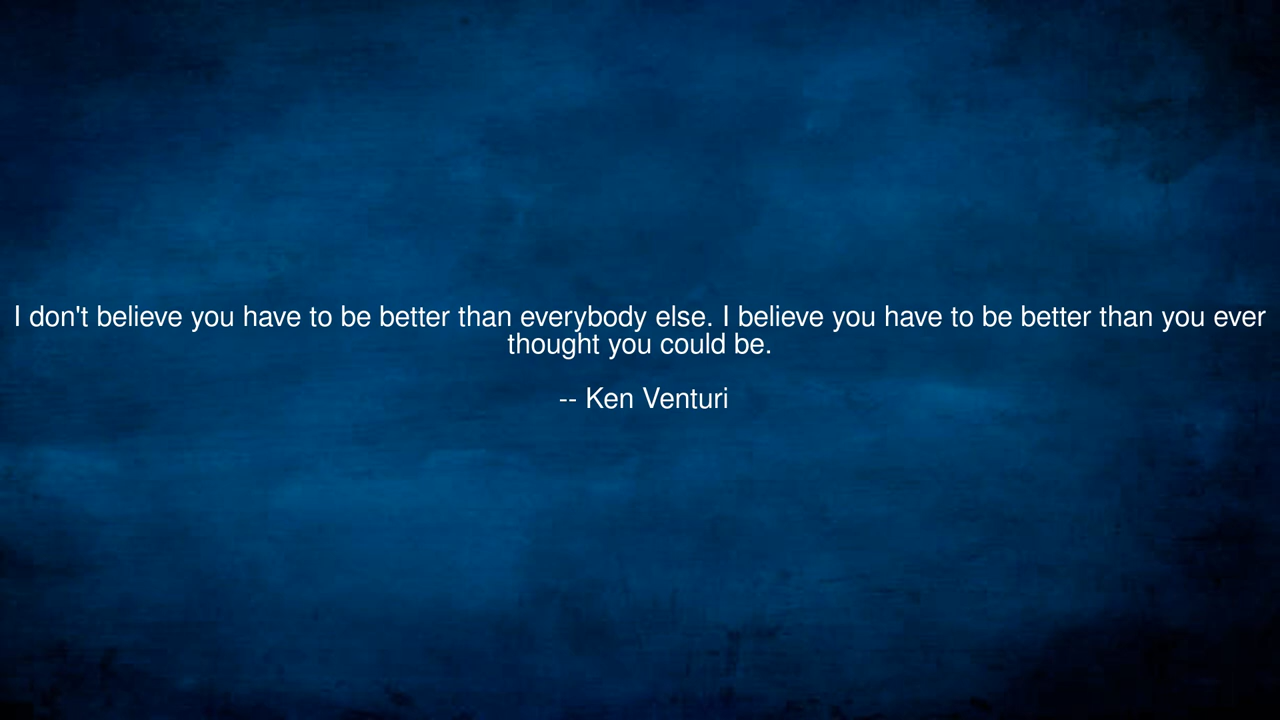 I don't believe you have to be better than everybody else. I believe you have to be better than you ever
thought you could be.
-- Ken Venturi